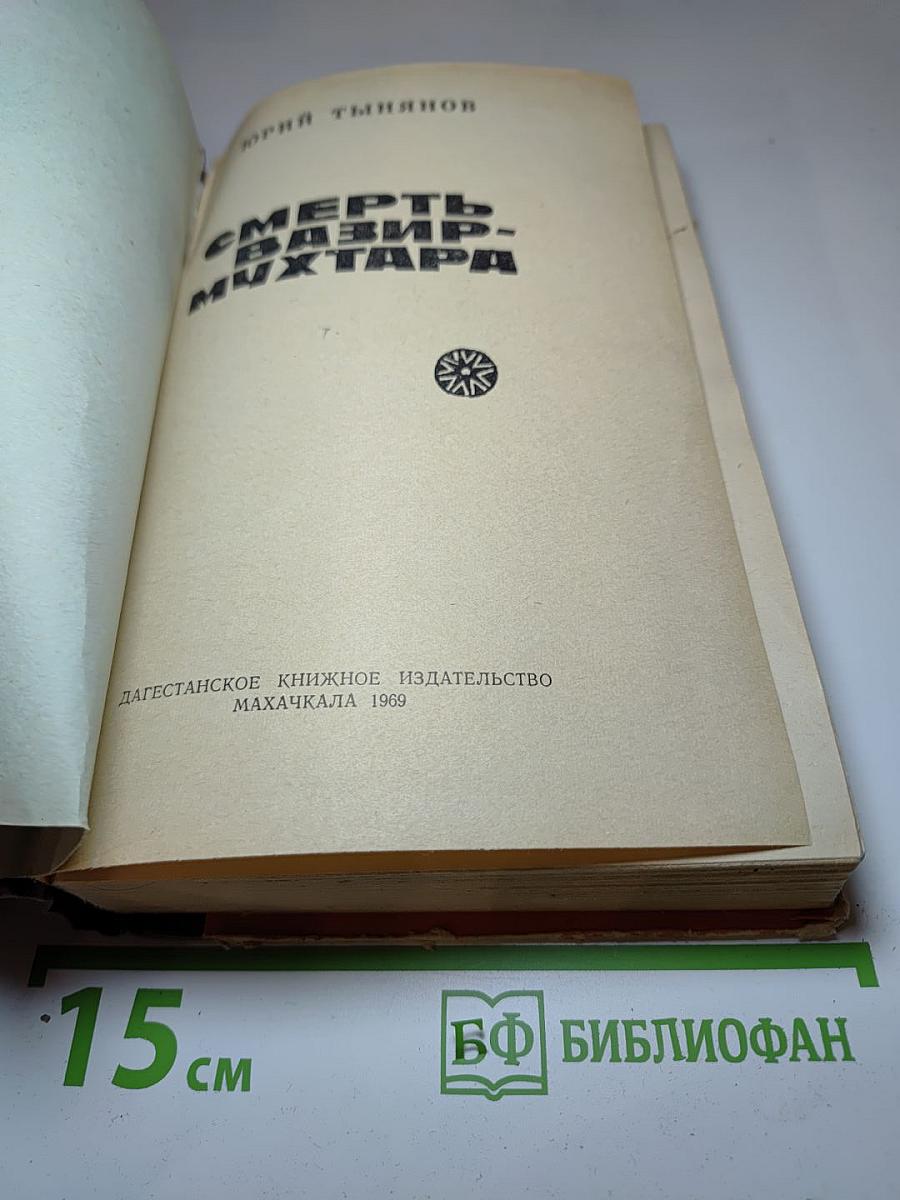 ЮРИЙ ТЫНЯНОВ
СМЕРТЬ
ВАЗИР-
МУХТАРА
ДАГЕСТАНСКОЕ КНИЖНОЕ ИЗДАТЕЛЬСТВО
МАХАЧКАЛА 1969
15 см
БФ БИБЛИОФАН